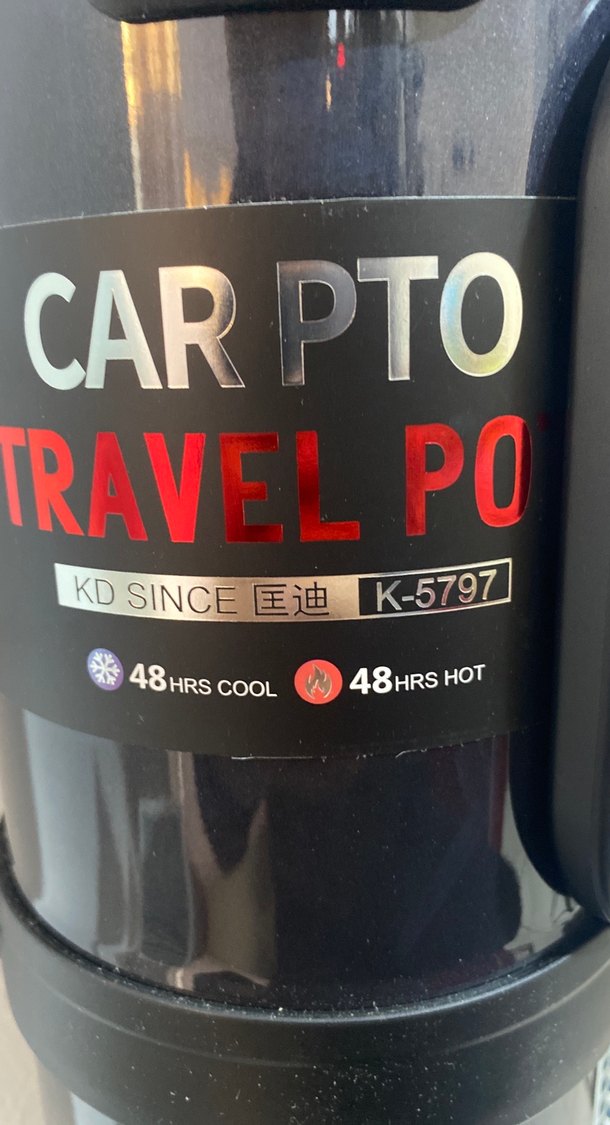 CAR PTO
TRAVEL PO
KD SINCE 匡迪 K-5797
48HRS COOL 48HRS HOT